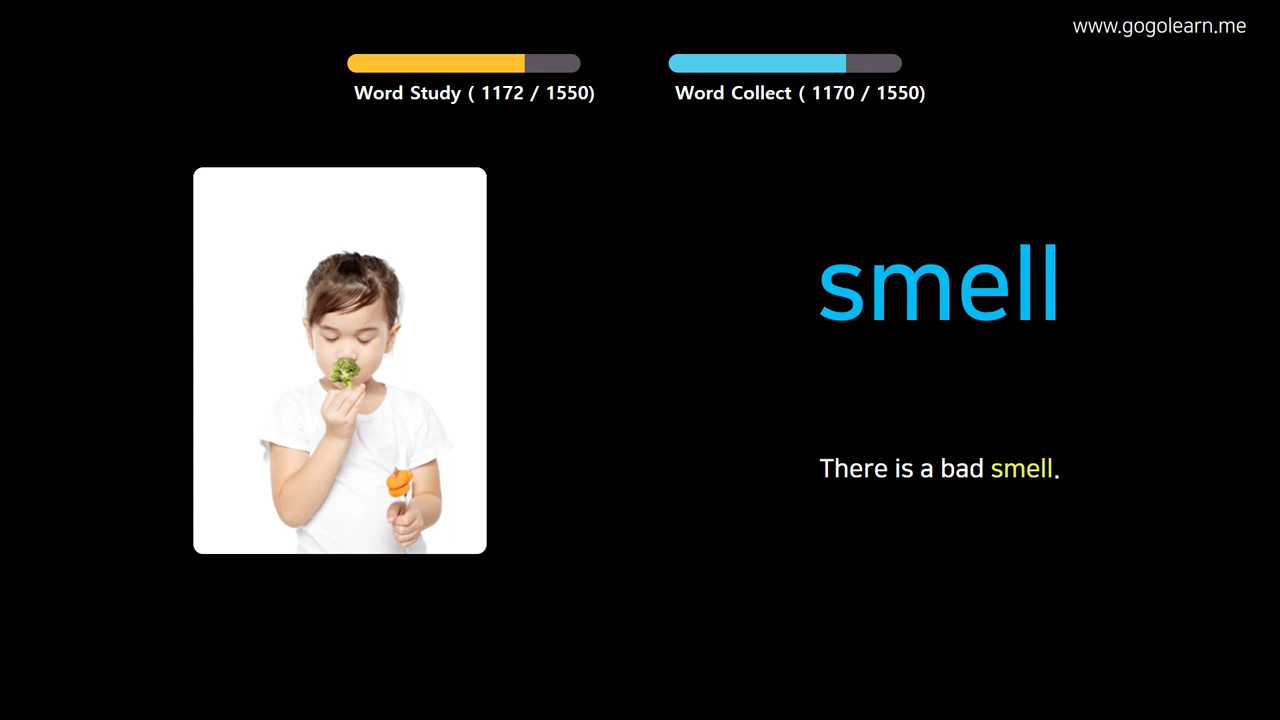 www.gogolearn.me
Word Study ( 1172 / 1550)
Word Collect ( 1170 / 1550)
smell
There is a bad smell.